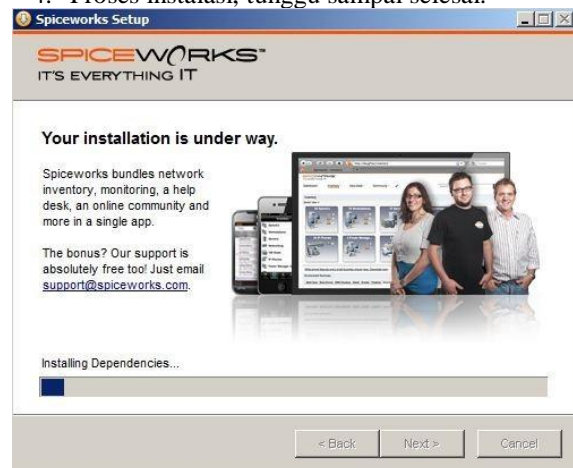 4. Proses instalasi, tunggu sampai selesai.
Spiceworks Setup
SPICEWORKS™
IT'S EVERYTHING IT
Your installation is under way.
Spiceworks bundles network
inventory, monitoring, a help
desk, an online community and
more in a single app.
The bonus? Our support is
absolutely free too! Just email
support@spiceworks.com.
Installing Dependencies...
< Back
Next >
Cancel